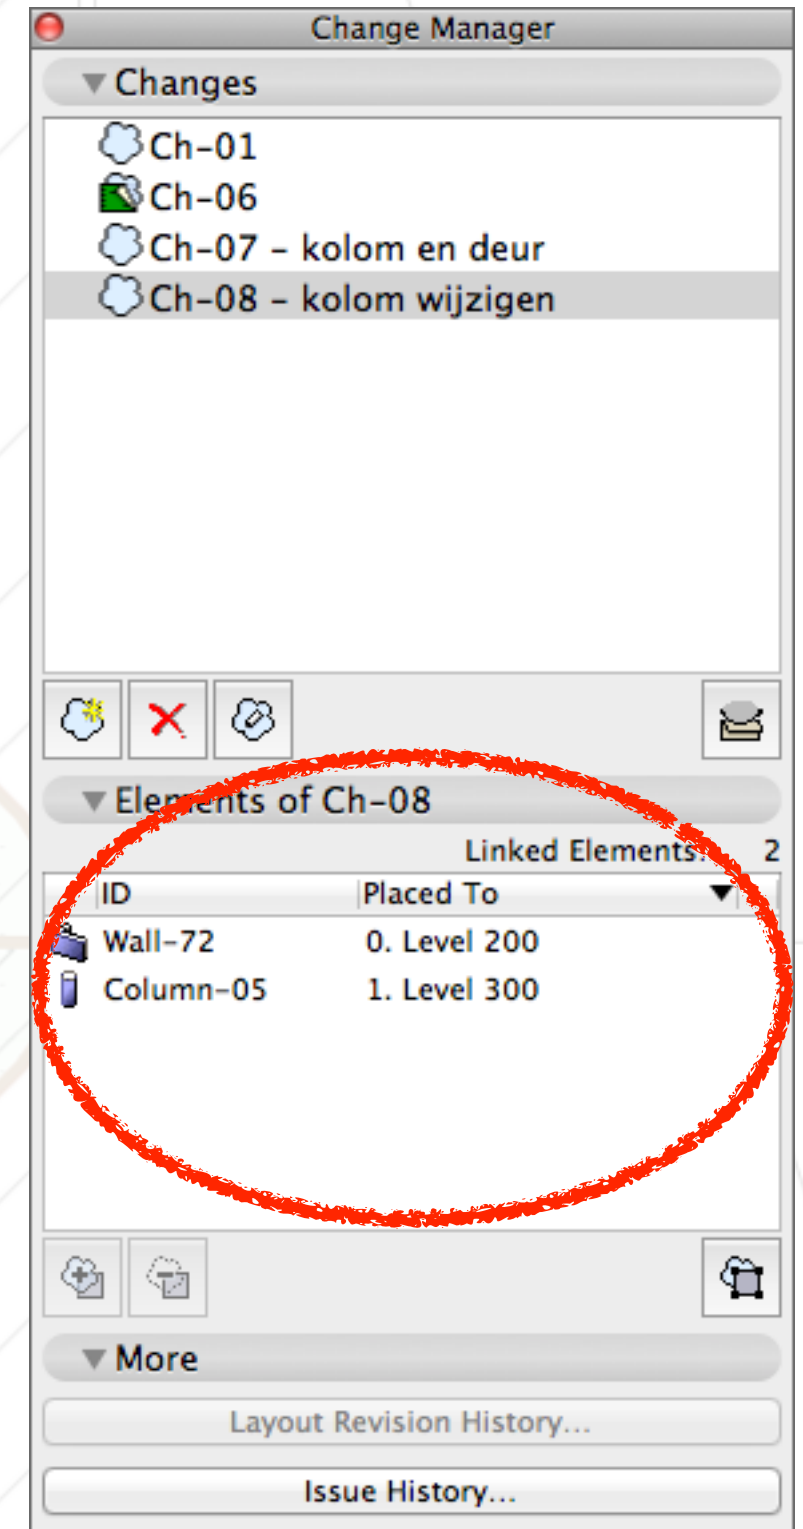 Change Manager
Changes
Ch-01
Ch-06
Ch-07 - kolom en deur
Ch-08 - kolom wijzigen
Elements of Ch-08
Linked Elements: 2
ID Placed To
Wall-72 0. Level 200
Column-05 1. Level 300
More
Layout Revision History...
Issue History...